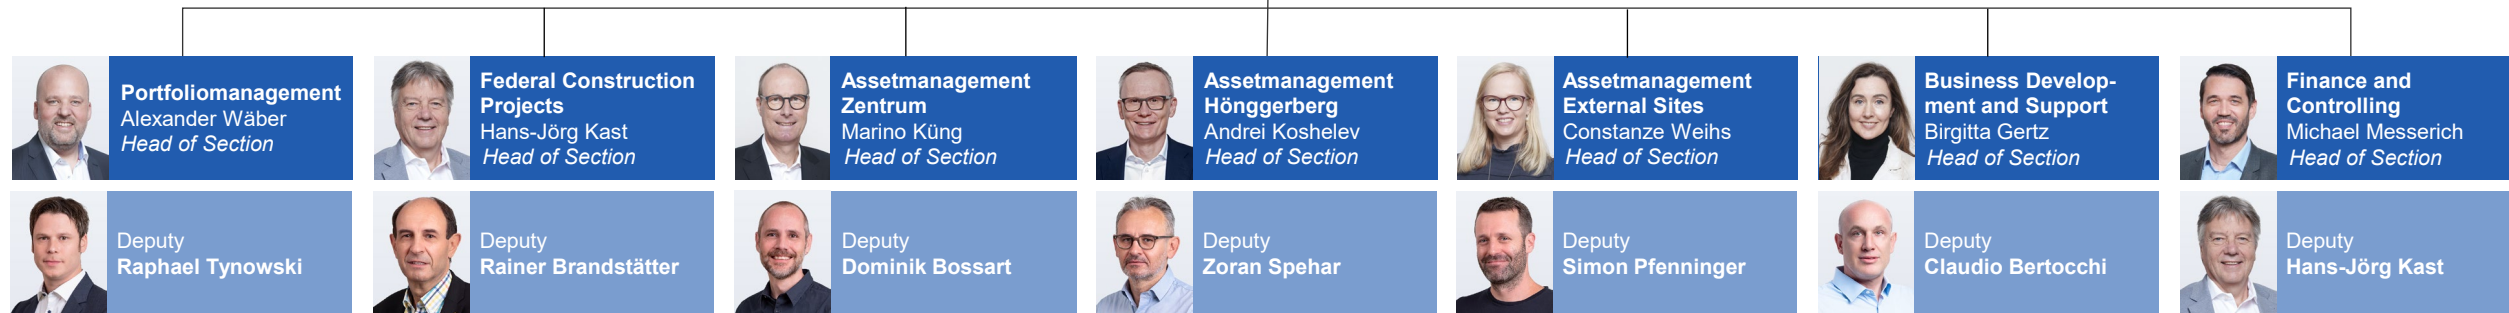 Portfoliomanagement
Alexander Wäber
Head of Section
Federal Construction
Projects
Hans-Jörg Kast
Head of Section
Assetmanagement
Zentrum
Marino Küng
Head of Section
Assetmanagement
Hönggerberg
Andrei Koshelev
Head of Section
Assetmanagement
External Sites
Constanze Weihs
Head of Section
Business Develop-
ment and Support
Birgitta Gertz
Head of Section
Finance and
Controlling
Michael Messerich
Head of Section
Deputy
Raphael Tynowski
Deputy
Rainer Brandstätter
Deputy
Dominik Bossart
Deputy
Zoran Spehar
Deputy
Simon Pfenninger
Deputy
Claudio Bertocchi
Deputy
Hans-Jörg Kast